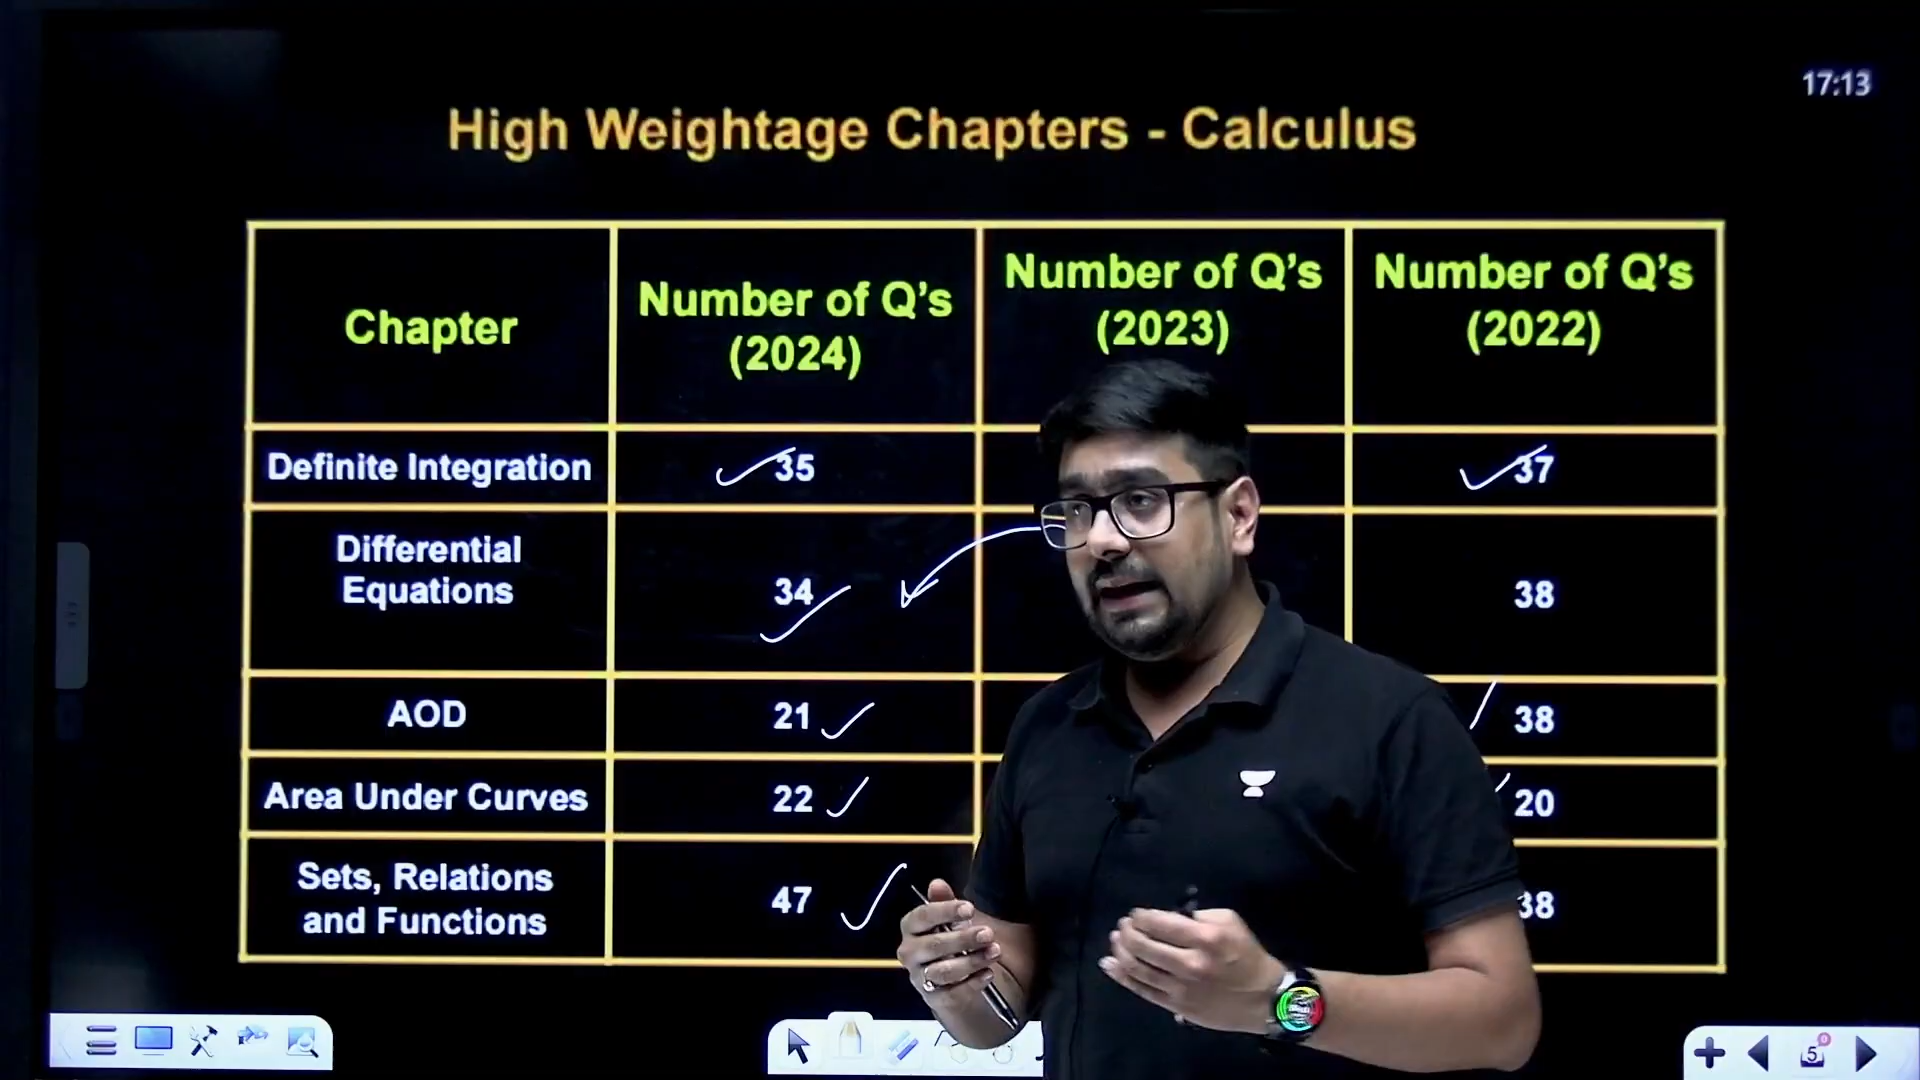 17:13
High Weightage Chapters - Calculus
Chapter
Number of Q's
(2024)
Number of Q's
(2023)
Number of Q's
(2022)
Definite Integration
35
37
Differential
Equations
34
38
AOD
21
38
Area Under Curves
22
20
Sets, Relations
and Functions
47
38
5
0